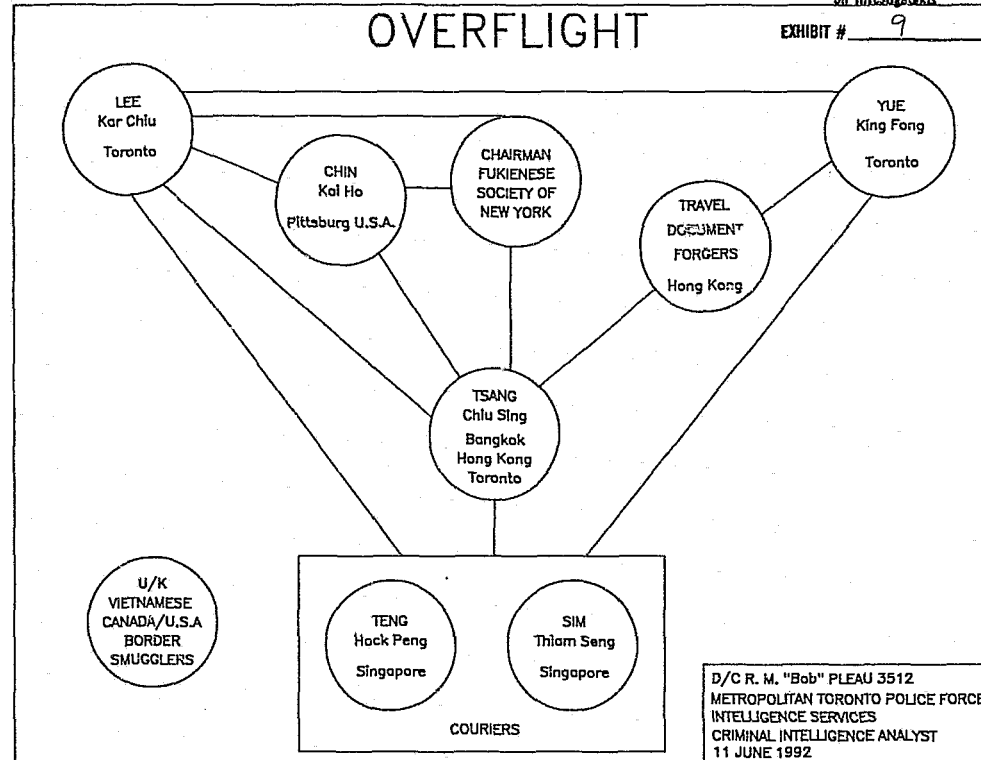 on Investigations
OVERFLIGHT
EXHIBIT # 9
LEE
Kar Chiu
Toronto
CHIN
Kai Ho
Pittsburg U.S.A.
CHAIRMAN
FUKIENESE
SOCIETY OF
NEW YORK
YUE
King Fong
Toronto
TRAVEL
DOCUMENT
FORGERS
Hong Kong
TSANG
Chiu Sing
Bangkok
Hong Kong
Toronto
U/K
VIETNAMESE
CANADA/U.S.A
BORDER
SMUGGLERS
TENG
Hock Peng
Singapore
SIM
Thiam Seng
Singapore
COURIERS
D/C R. M. "Bob" PLEAU 3512
METROPOLITAN TORONTO POLICE FORCE
INTELLIGENCE SERVICES
CRIMINAL INTELLIGENCE ANALYST
11 JUNE 1992